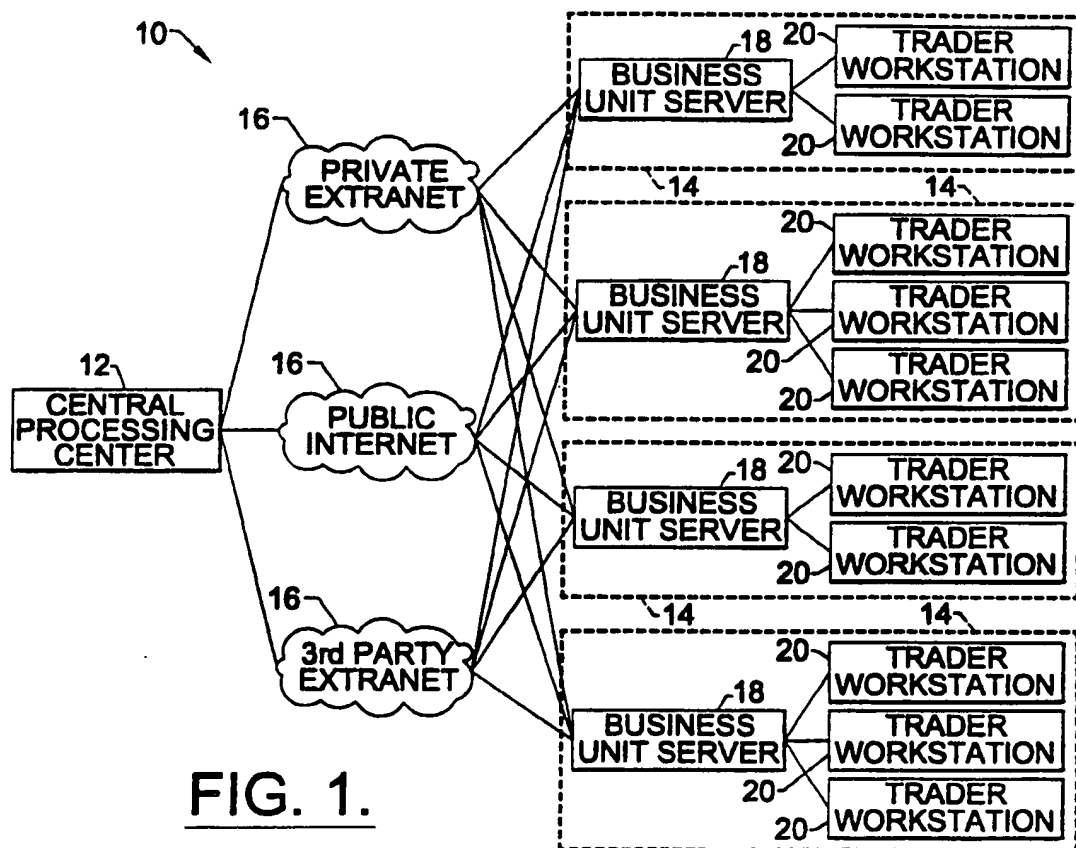 10
16
PRIVATE
EXTRANET
12
CENTRAL
PROCESSING
CENTER
16
PUBLIC
INTERNET
16
3rd PARTY
EXTRANET
18
BUSINESS
UNIT SERVER
20
TRADER
WORKSTATION
TRADER
WORKSTATION
20
14
14
18
BUSINESS
UNIT SERVER
20
TRADER
WORKSTATION
TRADER
WORKSTATION
20
TRADER
WORKSTATION
20
18
BUSINESS
UNIT SERVER
20
TRADER
WORKSTATION
TRADER
WORKSTATION
20
14
14
18
BUSINESS
UNIT SERVER
20
TRADER
WORKSTATION
TRADER
WORKSTATION
20
TRADER
WORKSTATION
20
FIG. 1.